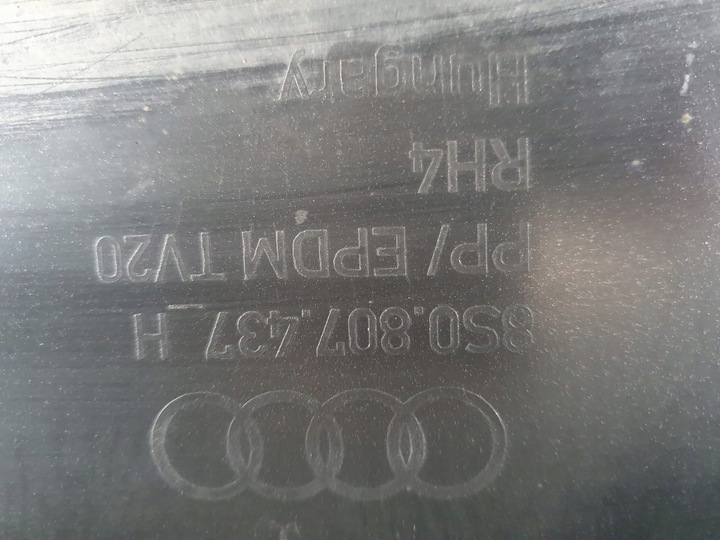 8S0.807.437_H
PP/ EPDM TV20
RH4
Hungary